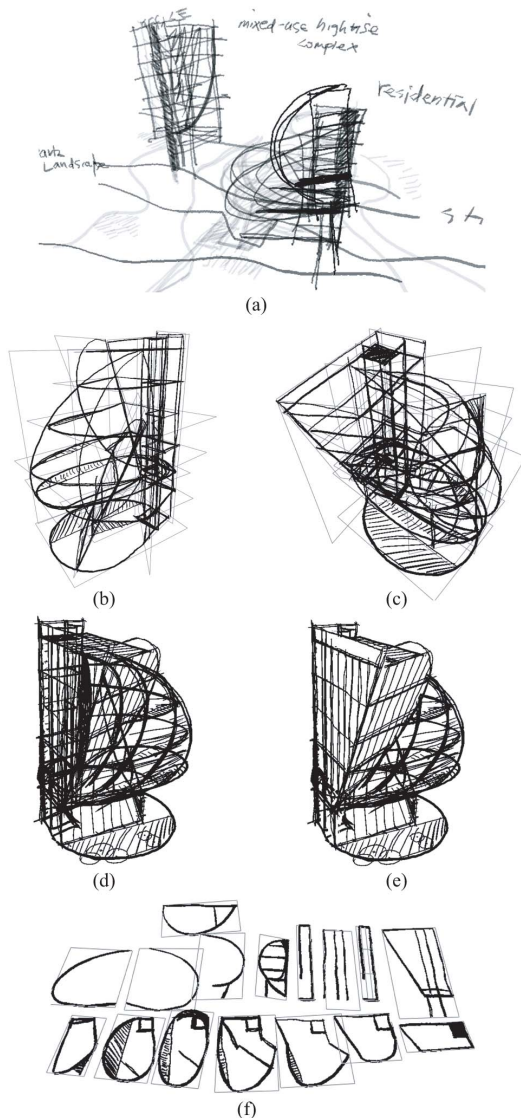 mixed-use highrise
complex
residential
Landscape
(a)
(b)
(c)
(d)
(e)
(f)